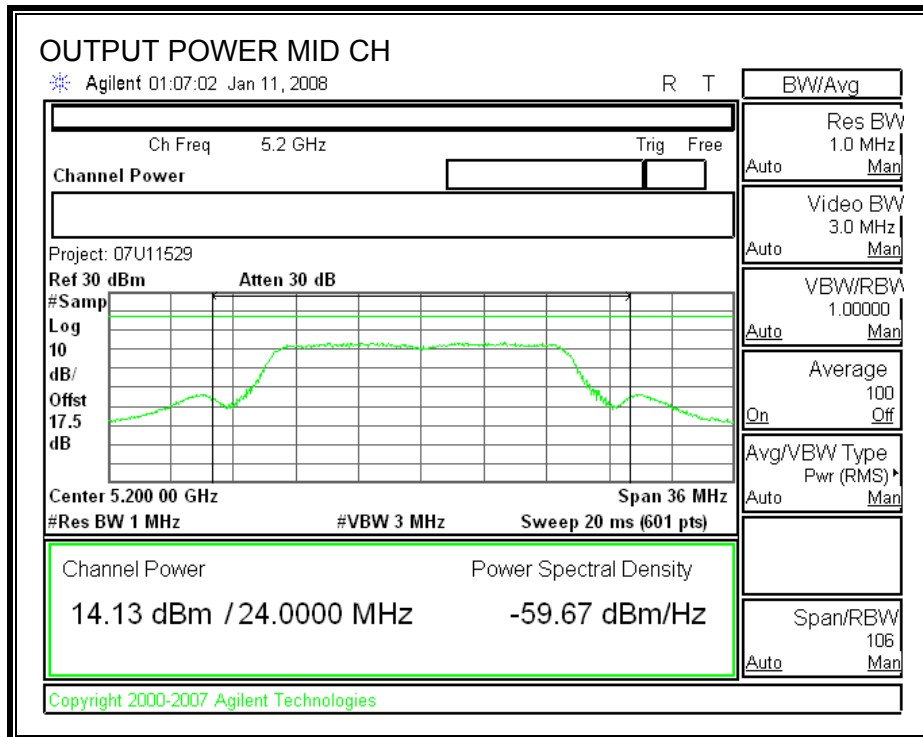 OUTPUT POWER MID CH
Agilent 01:07:02 Jan 11, 2008 R T
Ch Freq 5.2 GHz Trig Free
Channel Power
Project: 07U11529
Ref 30 dBm Atten 30 dB
#Samp
Log
10
dB/
Offst
17.5
dB
Center 5.200 00 GHz Span 36 MHz
#Res BW 1 MHz #VBW 3 MHz Sweep 20 ms (601 pts)
Channel Power Power Spectral Density
14.13 dBm / 24.0000 MHz -59.67 dBm/Hz
Copyright 2000-2007 Agilent Technologies
BW/Avg
Res BW
1.0 MHz
Auto Man
Video BW
3.0 MHz
Auto Man
VBW/RBW
1.00000
Auto Man
Average
100
On Off
Avg/VBW Type
Pwr (RMS)
Auto Man
Span/RBW
106
Auto Man